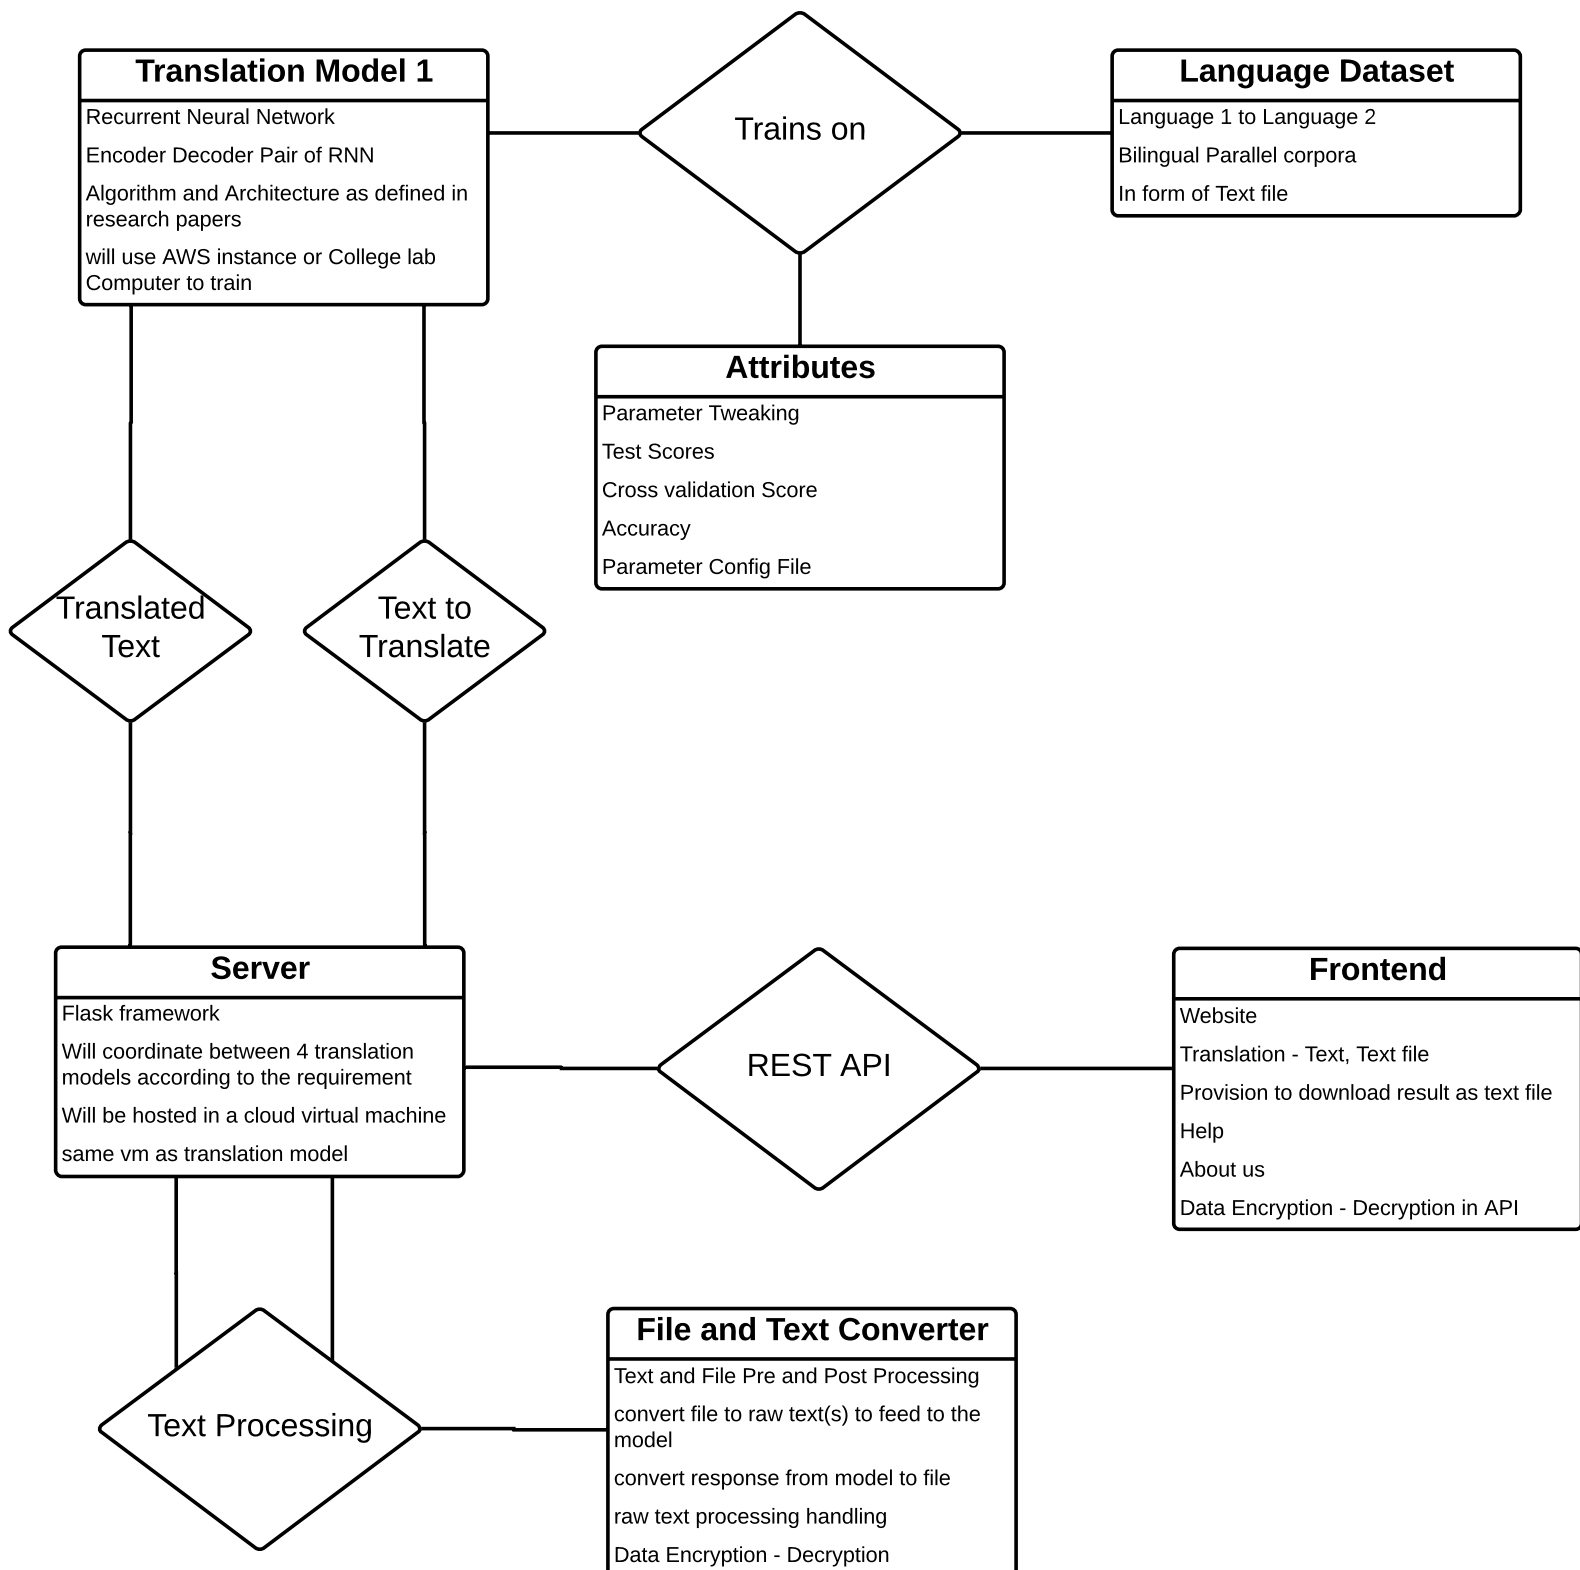 Translation Model 1
Recurrent Neural Network
Encoder Decoder Pair of RNN
Algorithm and Architecture as defined in
research papers
will use AWS instance or College lab
Computer to train
Trains on
Language Dataset
Language 1 to Language 2
Bilingual Parallel corpora
In form of Text file
Attributes
Parameter Tweaking
Test Scores
Cross validation Score
Accuracy
Parameter Config File
Translated
Text
Text to
Translate
Server
Flask framework
Will coordinate between 4 translation
models according to the requirement
Will be hosted in a cloud virtual machine
same vm as translation model
REST API
Frontend
Website
Translation - Text, Text file
Provision to download result as text file
Help
About us
Data Encryption - Decryption in API
Text Processing
File and Text Converter
Text and File Pre and Post Processing
convert file to raw text(s) to feed to the
model
convert response from model to file
raw text processing handling
Data Encryption - Decryption